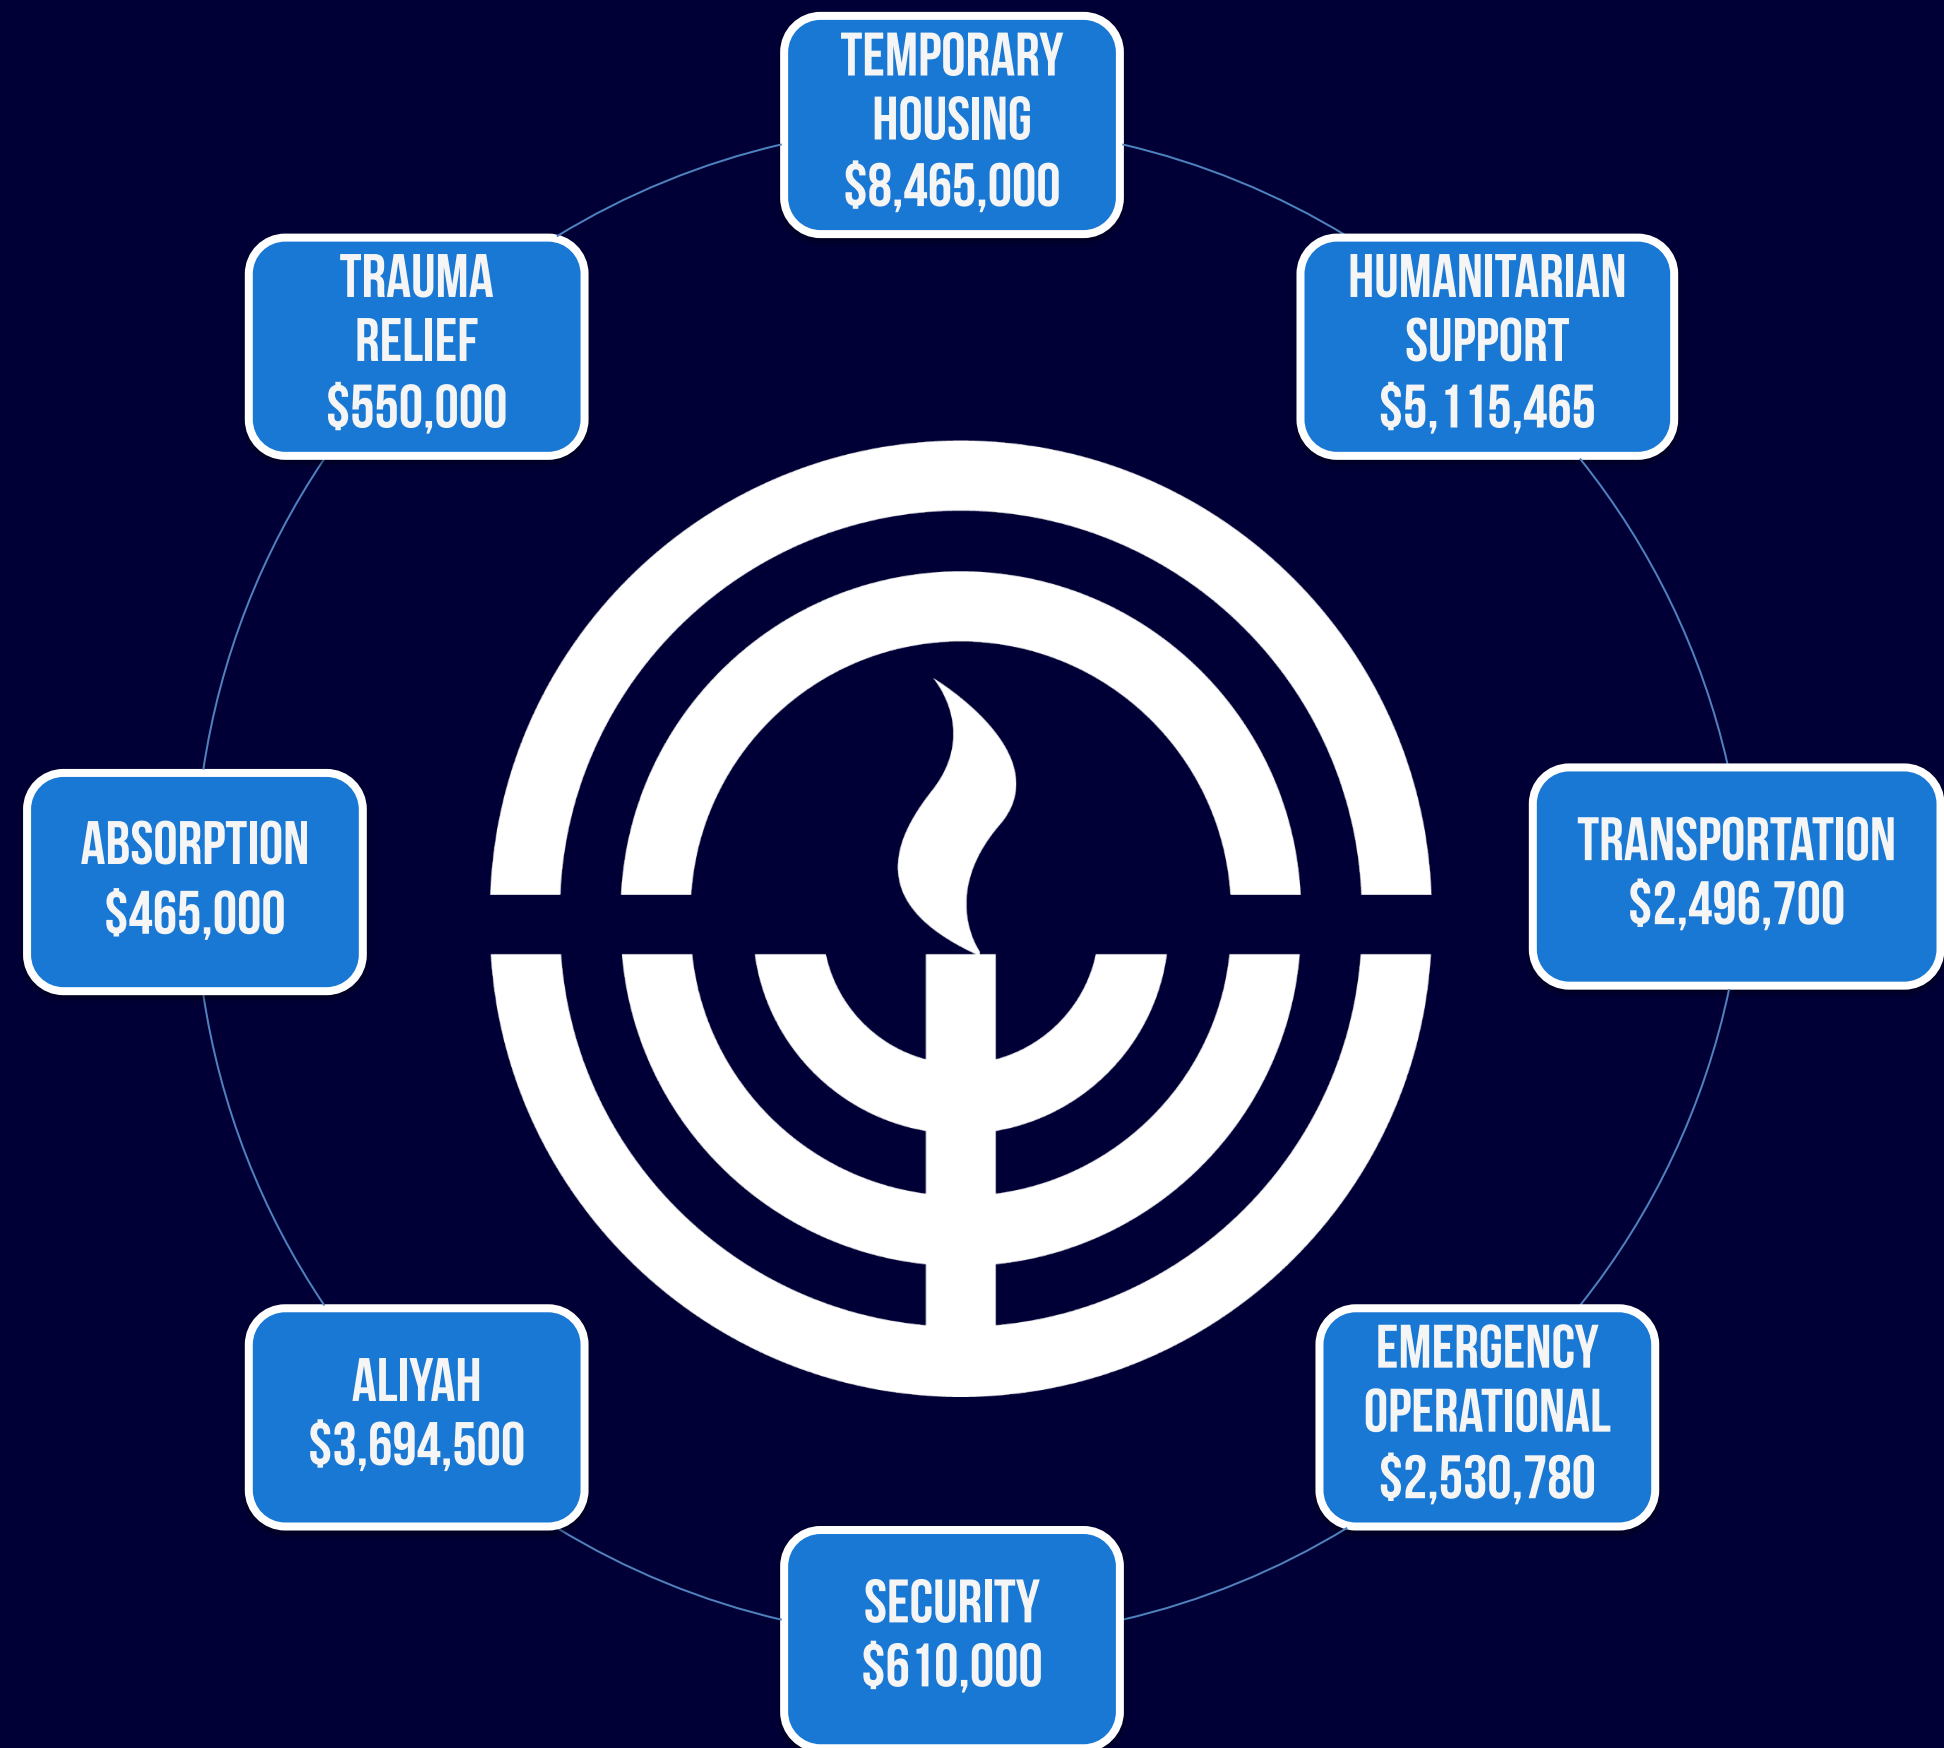 TEMPORARY
HOUSING
$8,465,000
HUMANITARIAN
SUPPORT
$5,115,465
TRANSPORTATION
$2,496,700
EMERGENCY
OPERATIONAL
$2,530,780
SECURITY
$610,000
ALIYAH
$3,694,500
ABSORPTION
$465,000
TRAUMA
RELIEF
$550,000